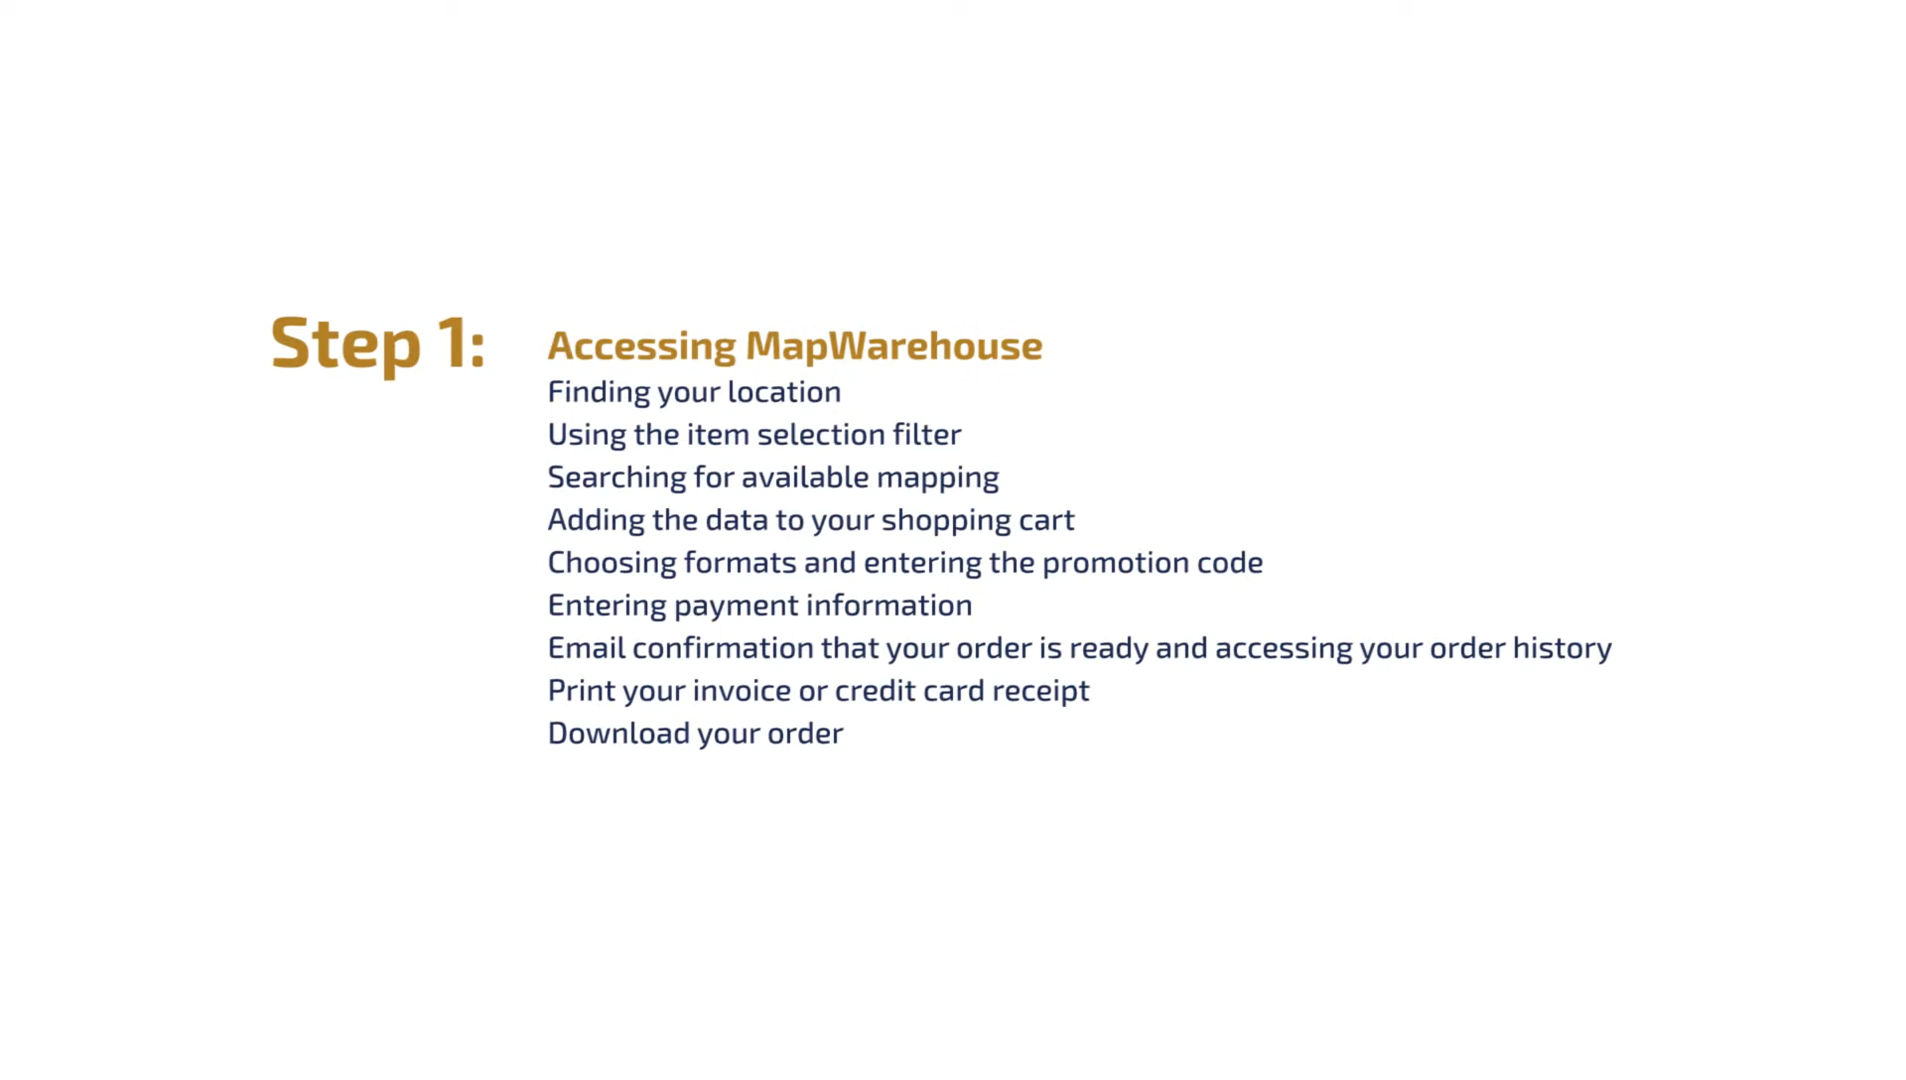 Step 1:
Accessing MapWarehouse
Finding your location
Using the item selection filter
Searching for available mapping
Adding the data to your shopping cart
Choosing formats and entering the promotion code
Entering payment information
Email confirmation that your order is ready and accessing your order history
Print your invoice or credit card receipt
Download your order